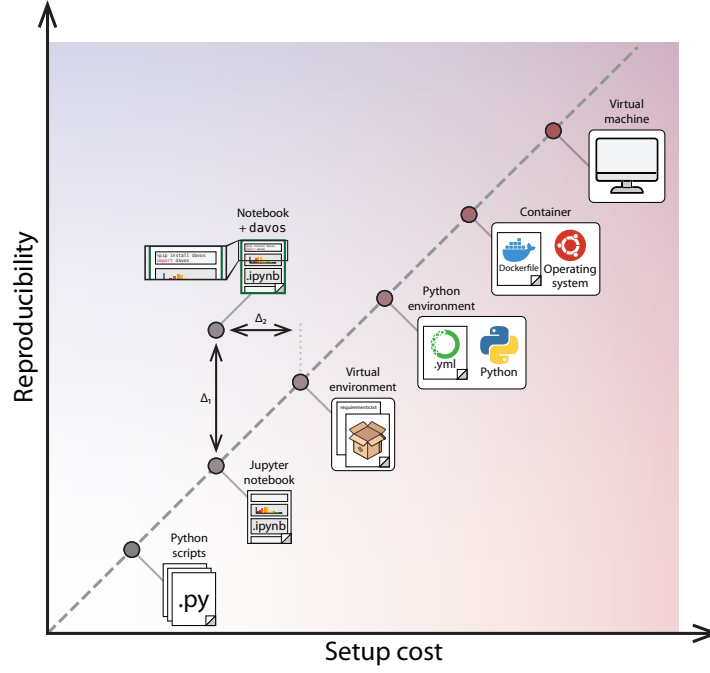 Reproducibility
Virtual
machine
Container
Dockerfile
Operating
system
Notebook
+ davos
%pip install davos
import davos
.ipynb
Python
environment
.yml
Python
Δ₂
Δ₁
Virtual
environment
requirements.txt
Jupyter
notebook
.ipynb
Python
scripts
.py
Setup cost